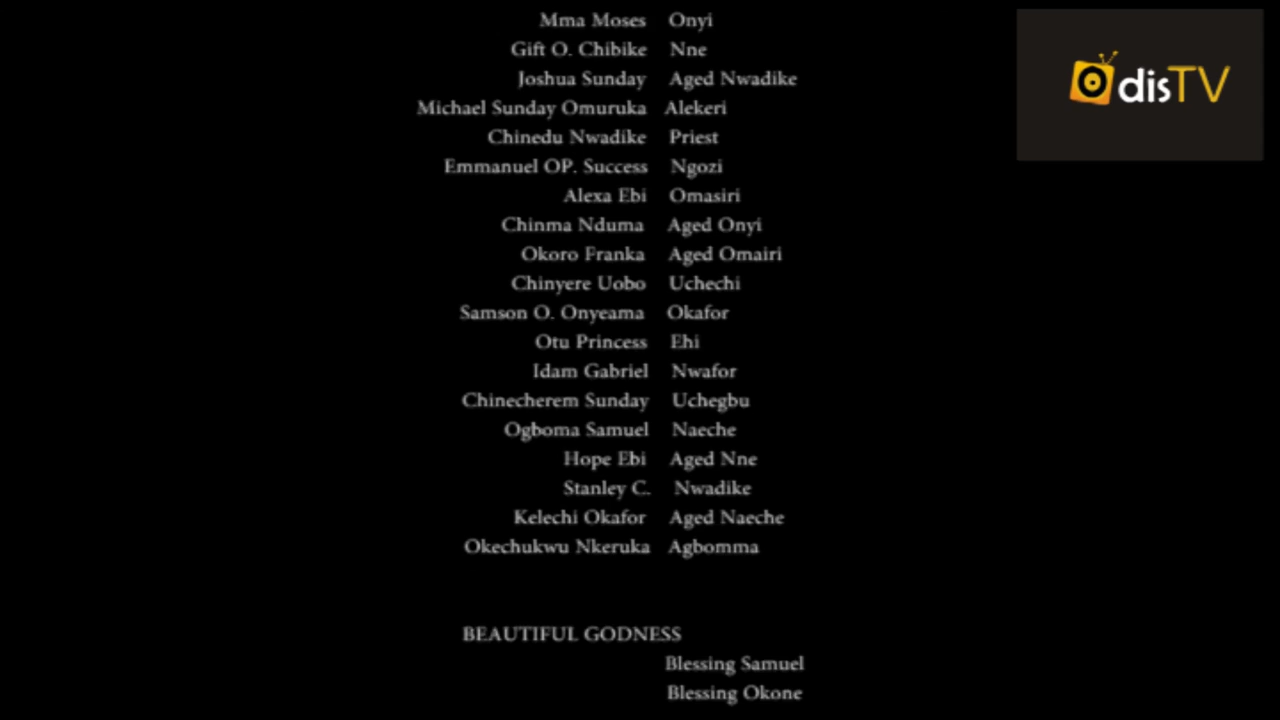 Mma Moses Onyi
Gift O. Chibike Nne
Joshua Sunday Aged Nwadike
Michael Sunday Omuruka Alekeri
Chinedu Nwadike Priest
Emmanuel OP. Success Ngozi
Alexa Ebi Omasiri
Chinma Nduma Aged Onyi
Okoro Franka Aged Omairi
Chinyere Uobo Uchechi
Samson O. Onyeama Okafor
Otu Princess Ehi
Idam Gabriel Nwafor
Chinecherem Sunday Uchegbu
Ogboma Samuel Naeche
Hope Ebi Aged Nne
Stanley C. Nwadike
Kelechi Okafor Aged Naeche
Okechukwu Nkeruka Agbomma
BEAUTIFUL GODNESS
Blessing Samuel
Blessing Okone
OdisTV